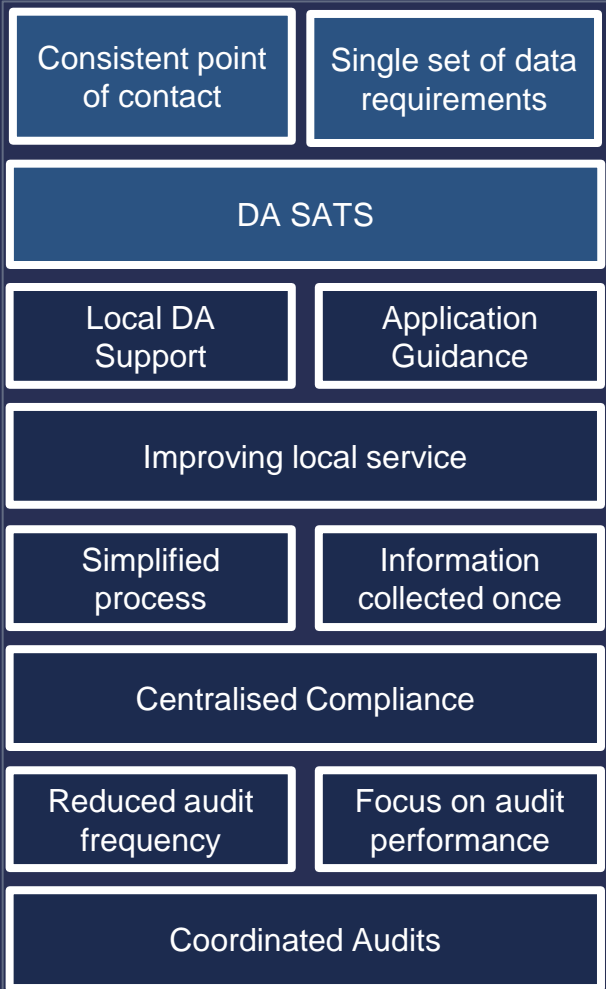 Consistent point
of contact
Single set of data
requirements
DA SATS
Local DA
Support
Application
Guidance
Improving local service
Simplified
process
Information
collected once
Centralised Compliance
Reduced audit
frequency
Focus on audit
performance
Coordinated Audits